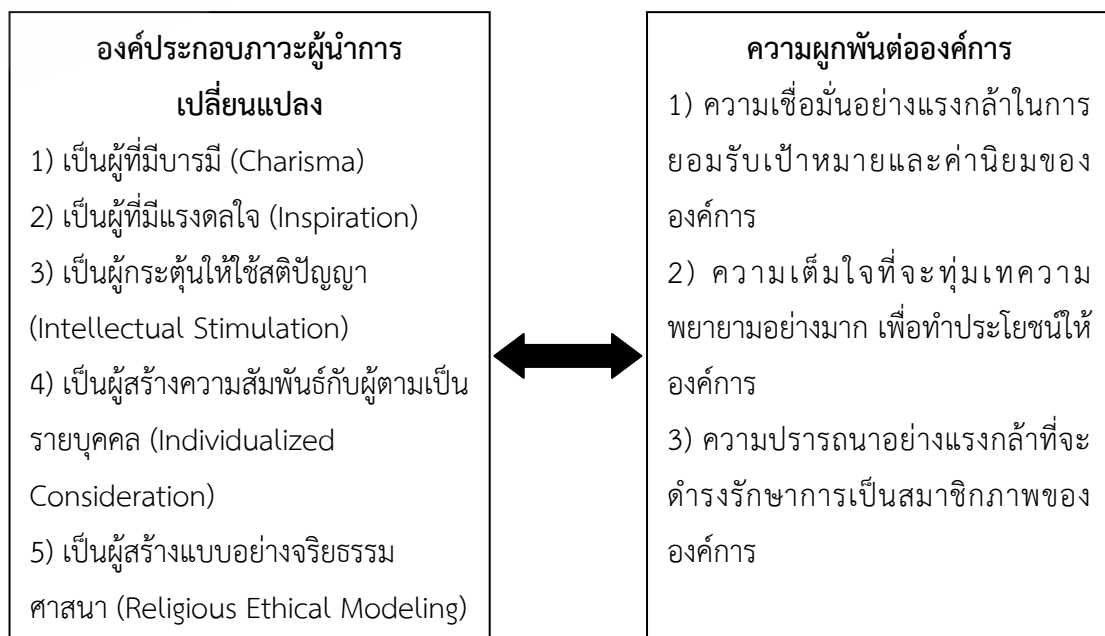 องค์ประกอบภาวะผู้นำการ
เปลี่ยนแปลง
1) เป็นผู้ที่มีบารมี (Charisma)
2) เป็นผู้ที่มีแรงดลใจ (Inspiration)
3) เป็นผู้กระตุ้นให้ใช้สติปัญญา
(Intellectual Stimulation)
4) เป็นผู้สร้างความสัมพันธ์กับผู้ตามเป็น
รายบุคคล (Individualized
Consideration)
5) เป็นผู้สร้างแบบอย่างจริยธรรม
ศาสนา (Religious Ethical Modeling)
ความผูกพันต่อองค์การ
1) ความเชื่อมั่นอย่างแรงกล้าในการ
ยอมรับเป้าหมายและค่านิยมของ
องค์การ
2) ความเต็มใจที่จะทุ่มเทความ
พยายามอย่างมาก เพื่อทำประโยชน์ให้
องค์การ
3) ความปรารถนาอย่างแรงกล้าที่จะ
ดำรงรักษาการเป็นสมาชิกภาพของ
องค์การ